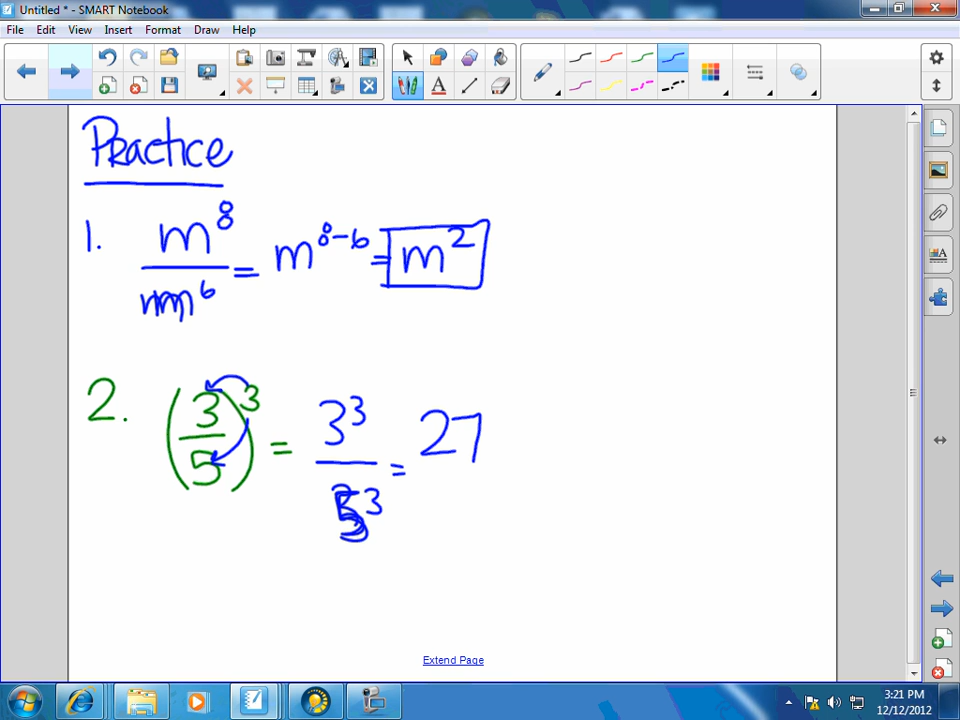 Untitled * - SMART Notebook
File Edit View Insert Format Draw Help
Practice
1. m^8 / m^6 = m^8-6 = m^2
2. (3/5)^3 = 3^3 / 5^3 = 27
Extend Page
3:21 PM
12/12/2012